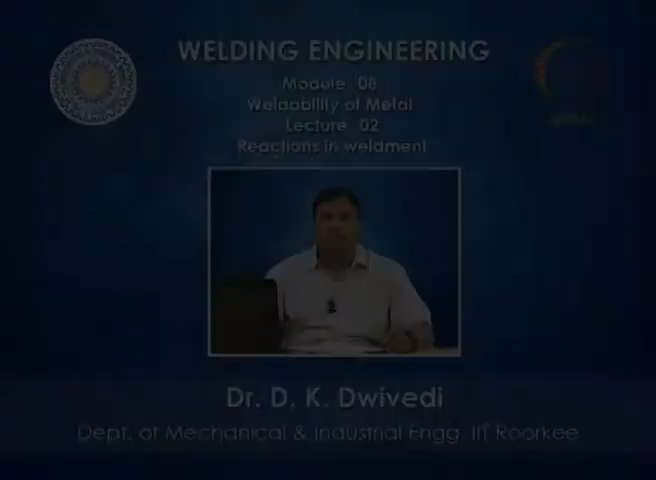 WELDING ENGINEERING
Module 08
Weldability of Metal
Lecture 02
Reactions in weldment
Dr. D. K. Dwivedi
Dept. of Mechanical & Industrial Engg. IIT Roorkee